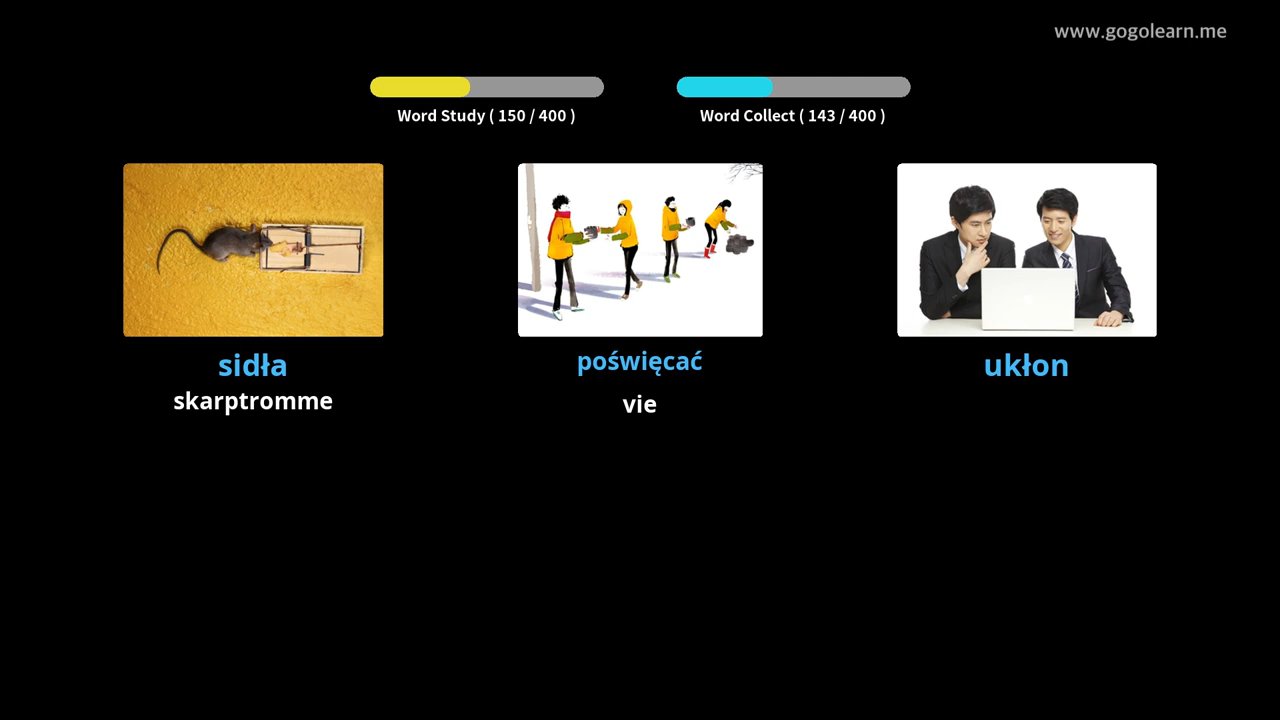 www.gogolearn.me
Word Study ( 150 / 400 )
Word Collect ( 143 / 400 )
sidła
skarptromme
poświęcać
vie
ukłon